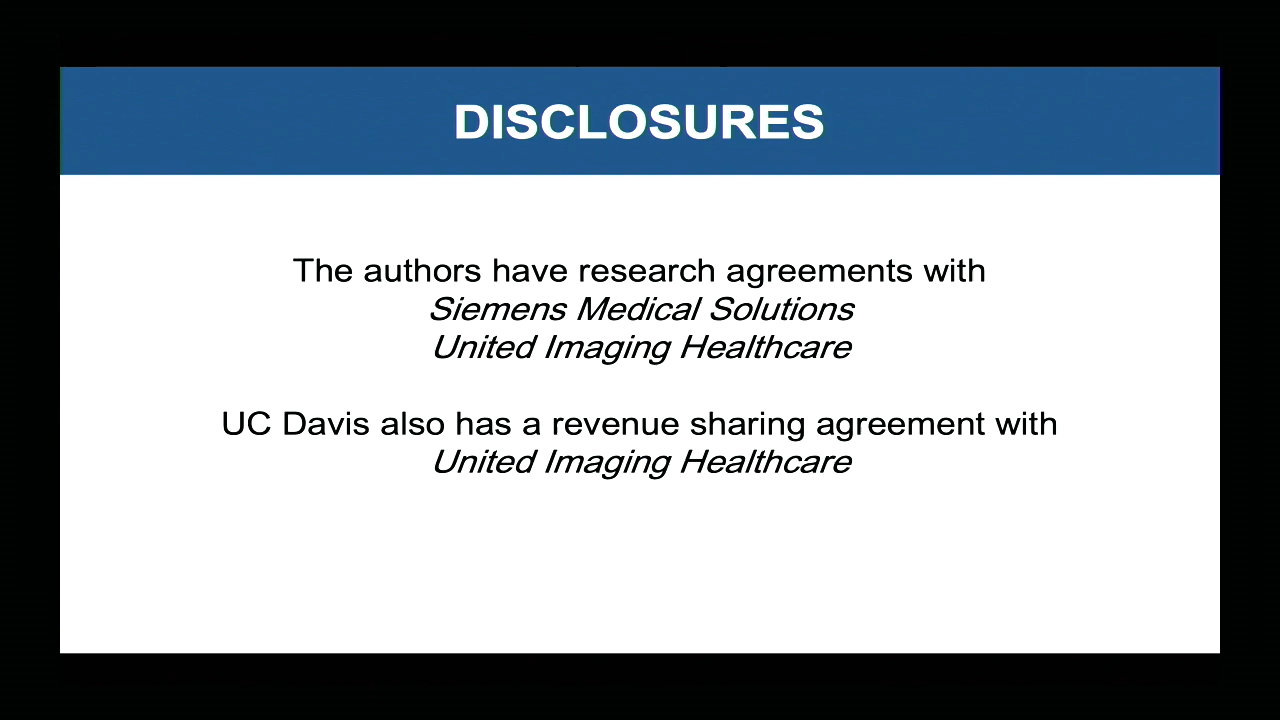 DISCLOSURES
The authors have research agreements with
Siemens Medical Solutions
United Imaging Healthcare
UC Davis also has a revenue sharing agreement with
United Imaging Healthcare